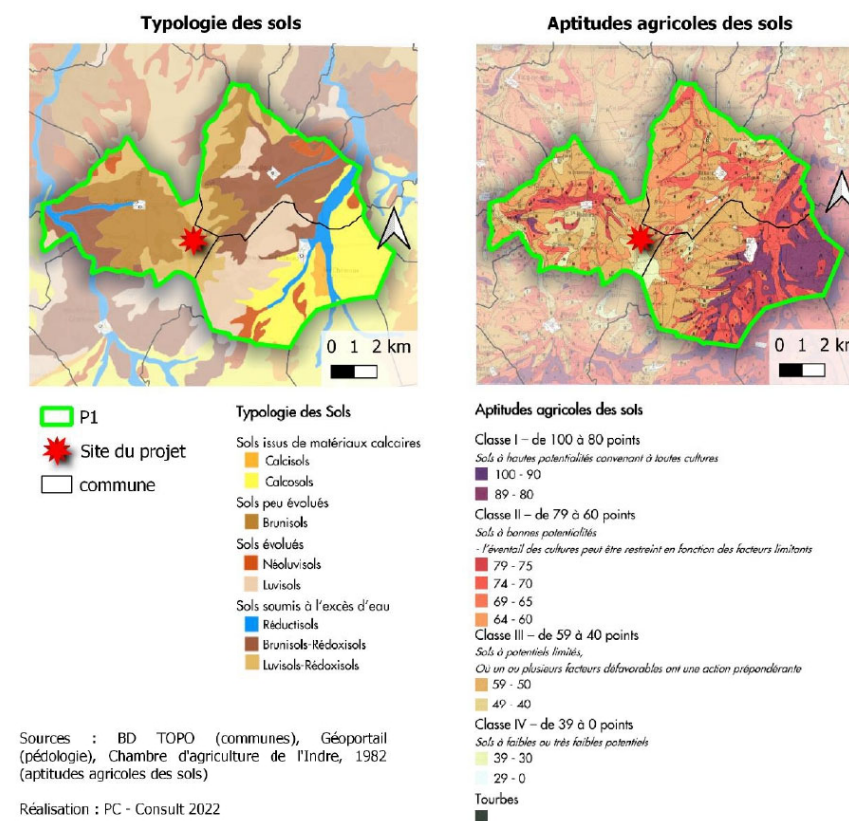 Typologie des sols
Aptitudes agricoles des sols
0 1 2 km
0 1 2 km
P1
Site du projet
commune
Typologie des Sols
Sols issus de matériaux calcaires
Calcisols
Calcosols
Sols peu évolués
Brunisols
Sols évolués
Néoluvisols
Luvisols
Sols soumis à l'excès d'eau
Réductisols
Brunisols-Rédoxisols
Luvisols-Rédoxisols
Aptitudes agricoles des sols
Classe I – de 100 à 80 points
Sols à hautes potentialités convenant à toutes cultures
100 - 90
89 - 80
Classe II – de 79 à 60 points
Sols à bonnes potentialités
- l'éventail des cultures peut être restreint en fonction des facteurs limitants
79 - 75
74 - 70
69 - 65
64 - 60
Classe III – de 59 à 40 points
Sols à potentiels limités,
Où un ou plusieurs facteurs défavorables ont une action prépondérante
59 - 50
49 - 40
Classe IV – de 39 à 0 points
Sols à faibles ou très faibles potentiels
39 - 30
29 - 0
Tourbes
Sources : BD TOPO (communes), Géoportail
(pédologie), Chambre d'agriculture de l'Indre, 1982
(aptitudes agricoles des sols)
Réalisation : PC - Consult 2022